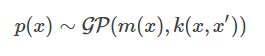 p(x) ∼ 𝒢𝒫(m(x), k(x, x′))